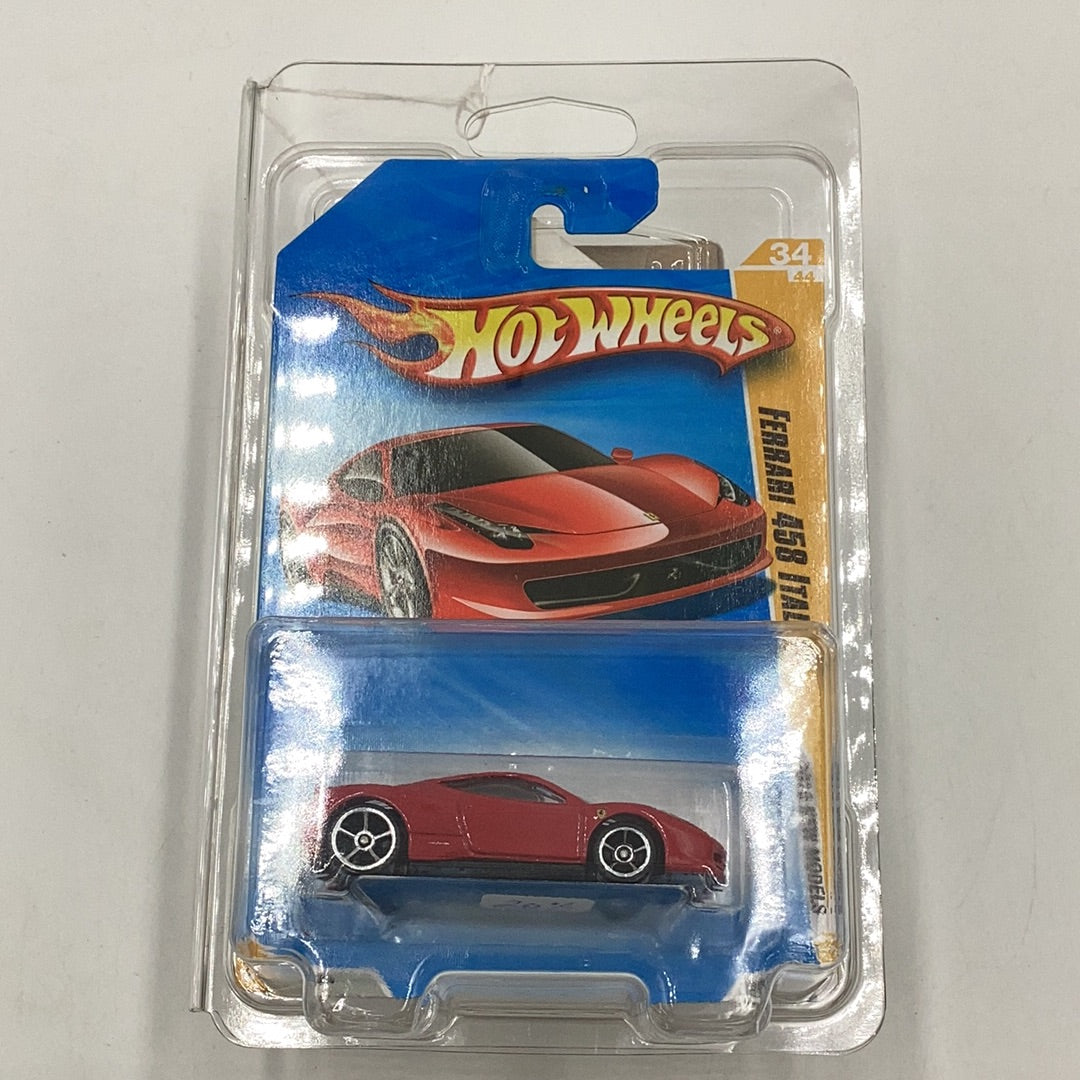 34
44
HOT WHEELS®
FERRARI 458 ITAL
MODELS